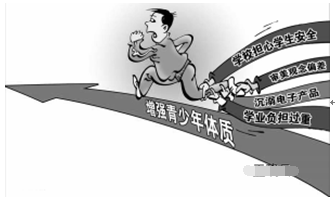 学校担心学生安全
审美观念偏差
沉溺电子产品
学业负担过重
增强青少年体质